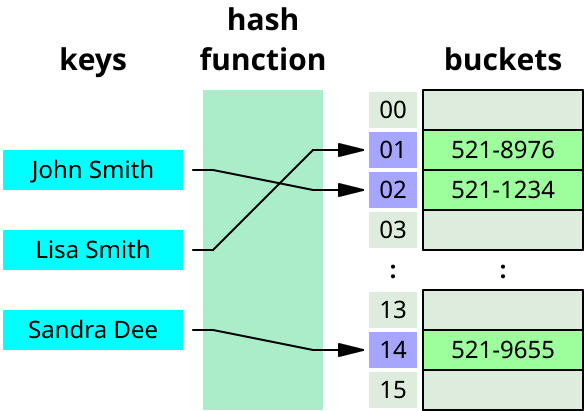 hash
keys function buckets
00
01 521-8976
John Smith
02 521-1234
03
Lisa Smith
: :
13
Sandra Dee
14 521-9655
15